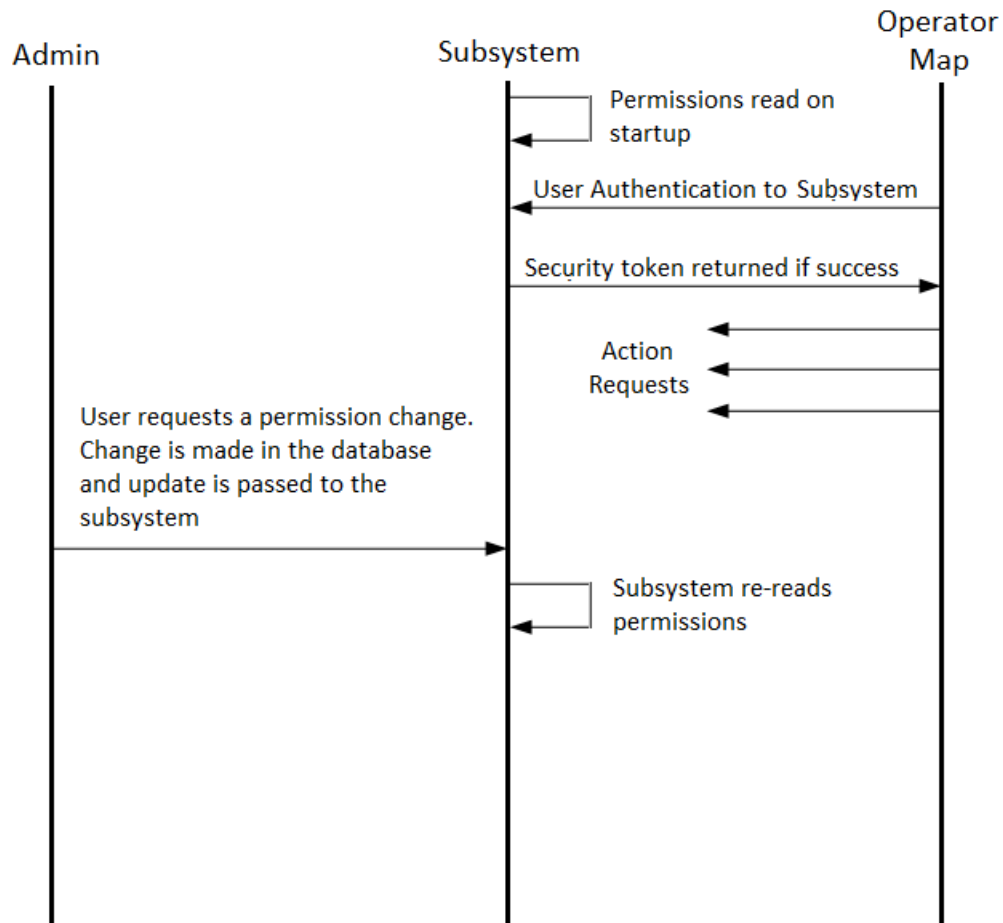 Admin
Subsystem
Operator
Map
Permissions read on
startup
User Authentication to Subsystem
Security token returned if success
Action
Requests
User requests a permission change.
Change is made in the database
and update is passed to the
subsystem
Subsystem re-reads
permissions